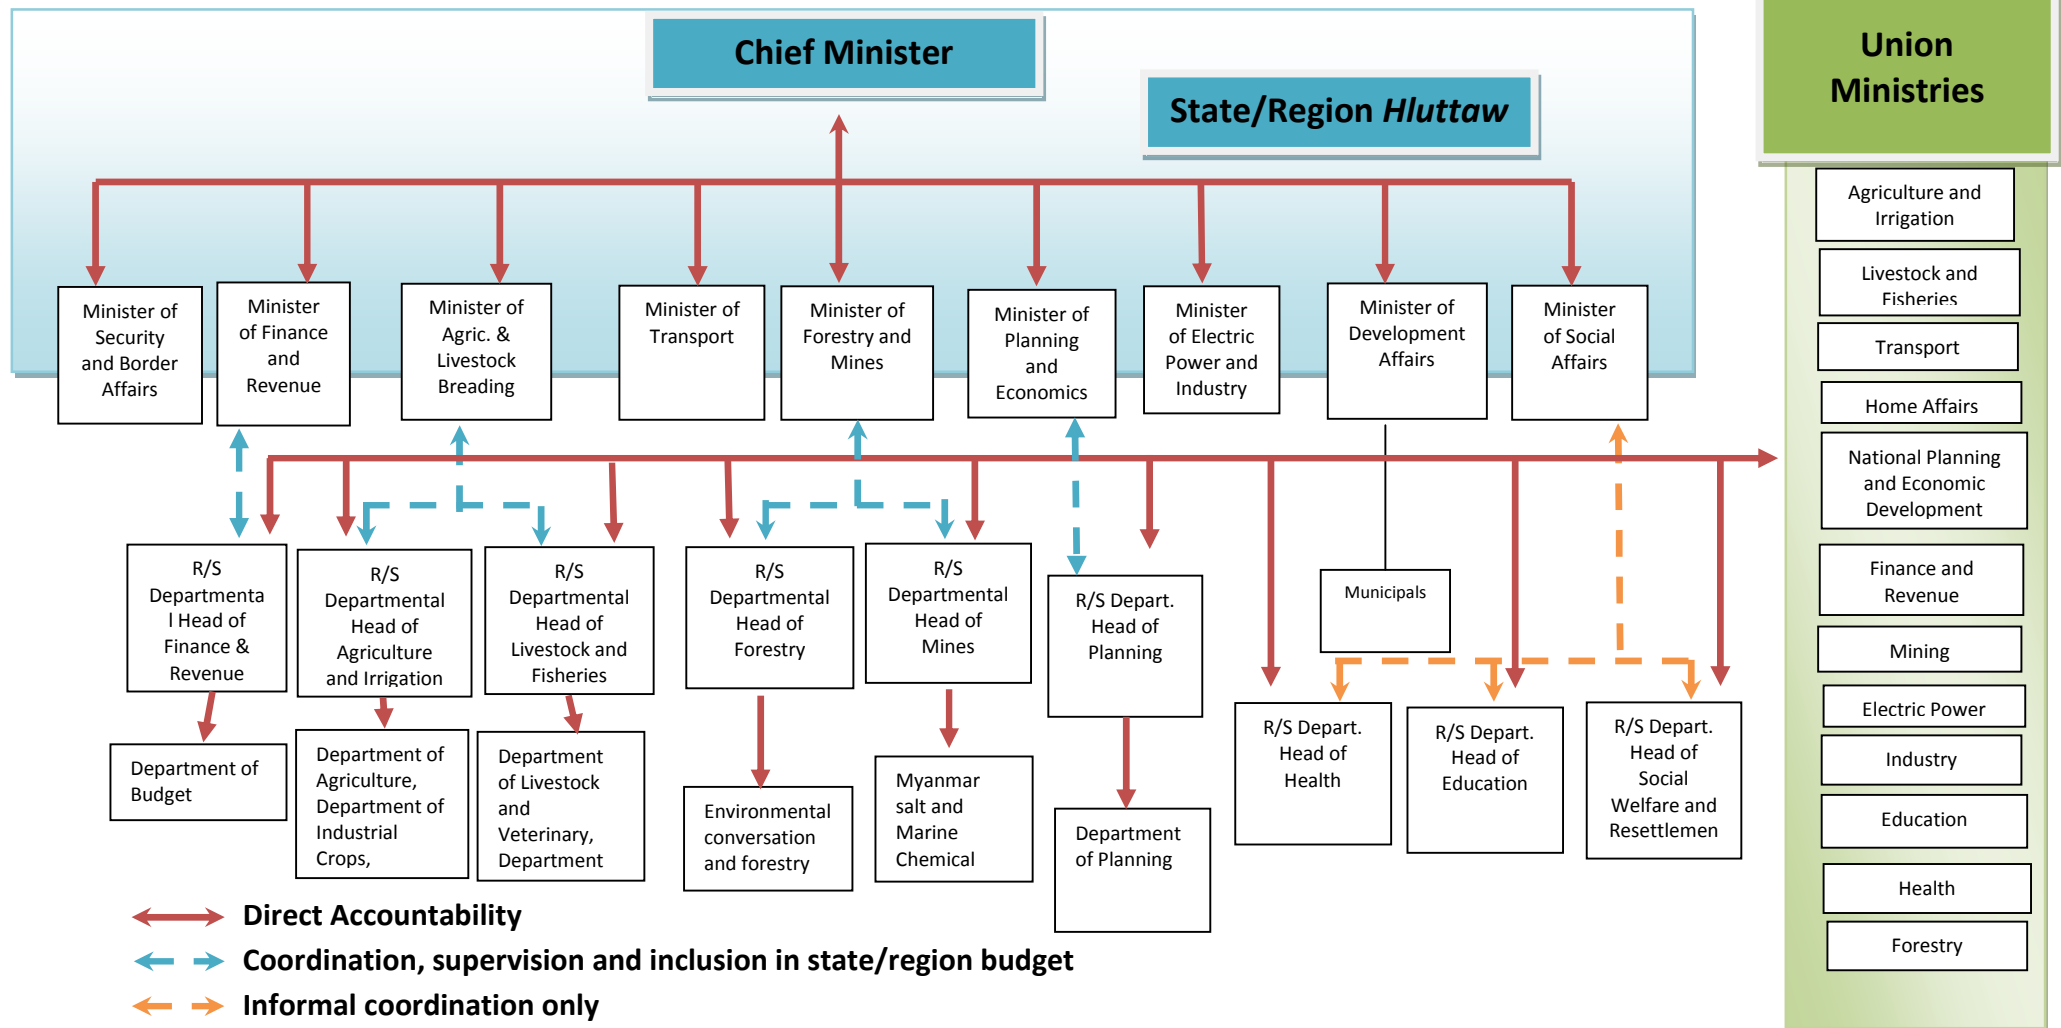 Chief Minister
State/Region Hluttaw
Union
Ministries
Minister of
Security
and Border
Affairs
Minister
of Finance
and
Revenue
Minister of
Agric. &
Livestock
Breading
Minister of
Transport
Minister of
Forestry and
Mines
Minister of
Planning
and
Economics
Minister
of Electric
Power and
Industry
Minister of
Development
Affairs
Minister
of Social
Affairs
R/S
Departmenta
l Head of
Finance &
Revenue
R/S
Departmental
Head of
Agriculture
and Irrigation
R/S
Departmental
Head of
Livestock and
Fisheries
R/S
Departmental
Head of
Forestry
R/S
Departmental
Head of
Mines
R/S Depart.
Head of
Planning
Municipals
R/S Depart.
Head of
Health
R/S Depart.
Head of
Education
R/S Depart.
Head of
Social
Welfare and
Resettlemen
Department of
Budget
Department of
Agriculture,
Department of
Industrial
Crops,
Department
of Livestock
and
Veterinary,
Department
Environmental
conversation
and forestry
Myanmar
salt and
Marine
Chemical
Department
of Planning
Agriculture and
Irrigation
Livestock and
Fisheries
Transport
Home Affairs
National Planning
and Economic
Development
Finance and
Revenue
Mining
Electric Power
Industry
Education
Health
Forestry
Direct Accountability
Coordination, supervision and inclusion in state/region budget
Informal coordination only